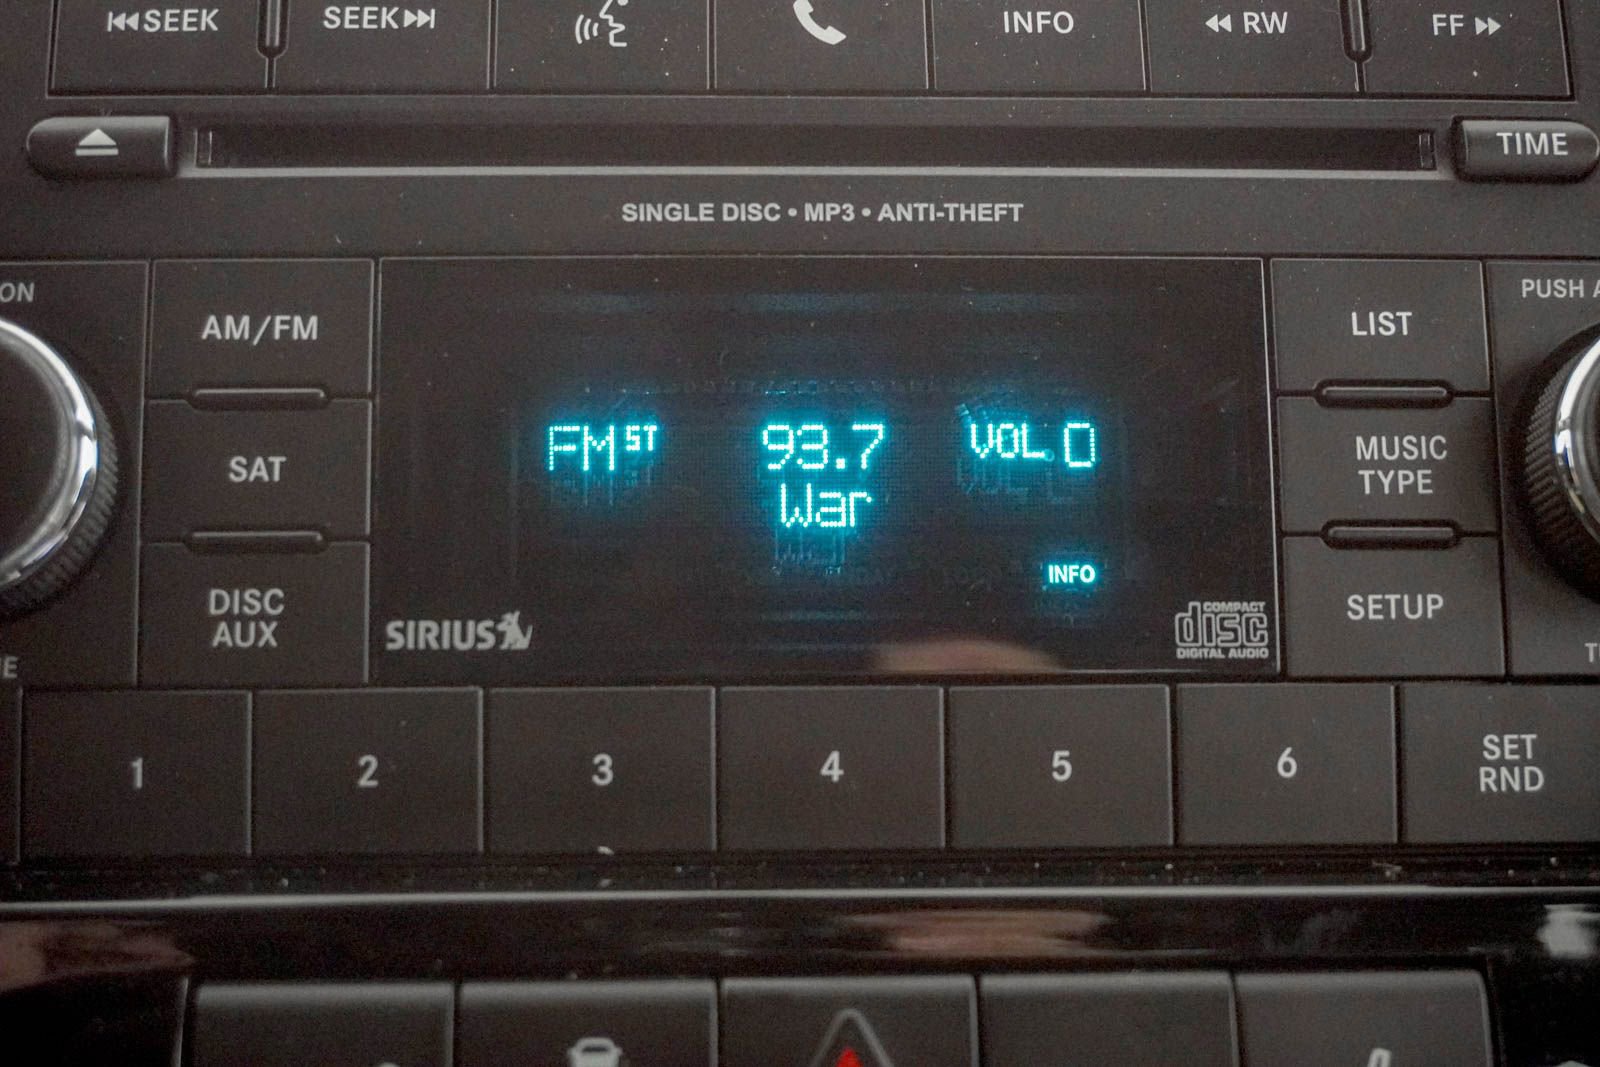 SEEK
SEEK
INFO
RW
FF
TIME
SINGLE DISC • MP3 • ANTI-THEFT
ON
AM/FM
SAT
DISC
AUX
FM ST
93.7
VOL 0
War
INFO
SIRIUS
COMPACT
disc
DIGITAL AUDIO
LIST
MUSIC
TYPE
SETUP
PUSH A
1
2
3
4
5
6
SET
RND